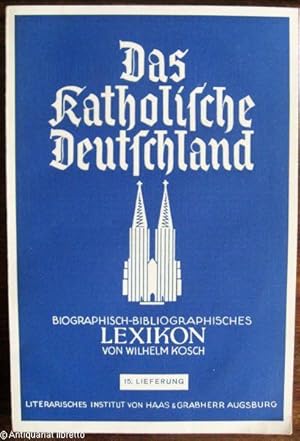 Das
Katholische
Deutschland
BIOGRAPHISCH-BIBLIOGRAPHISCHES
LEXIKON
VON WILHELM KOSCH
15. LIEFERUNG
LITERARISCHES INSTITUT VON HAAS & GRABHERR AUGSBURG
© Antiquariat libretto